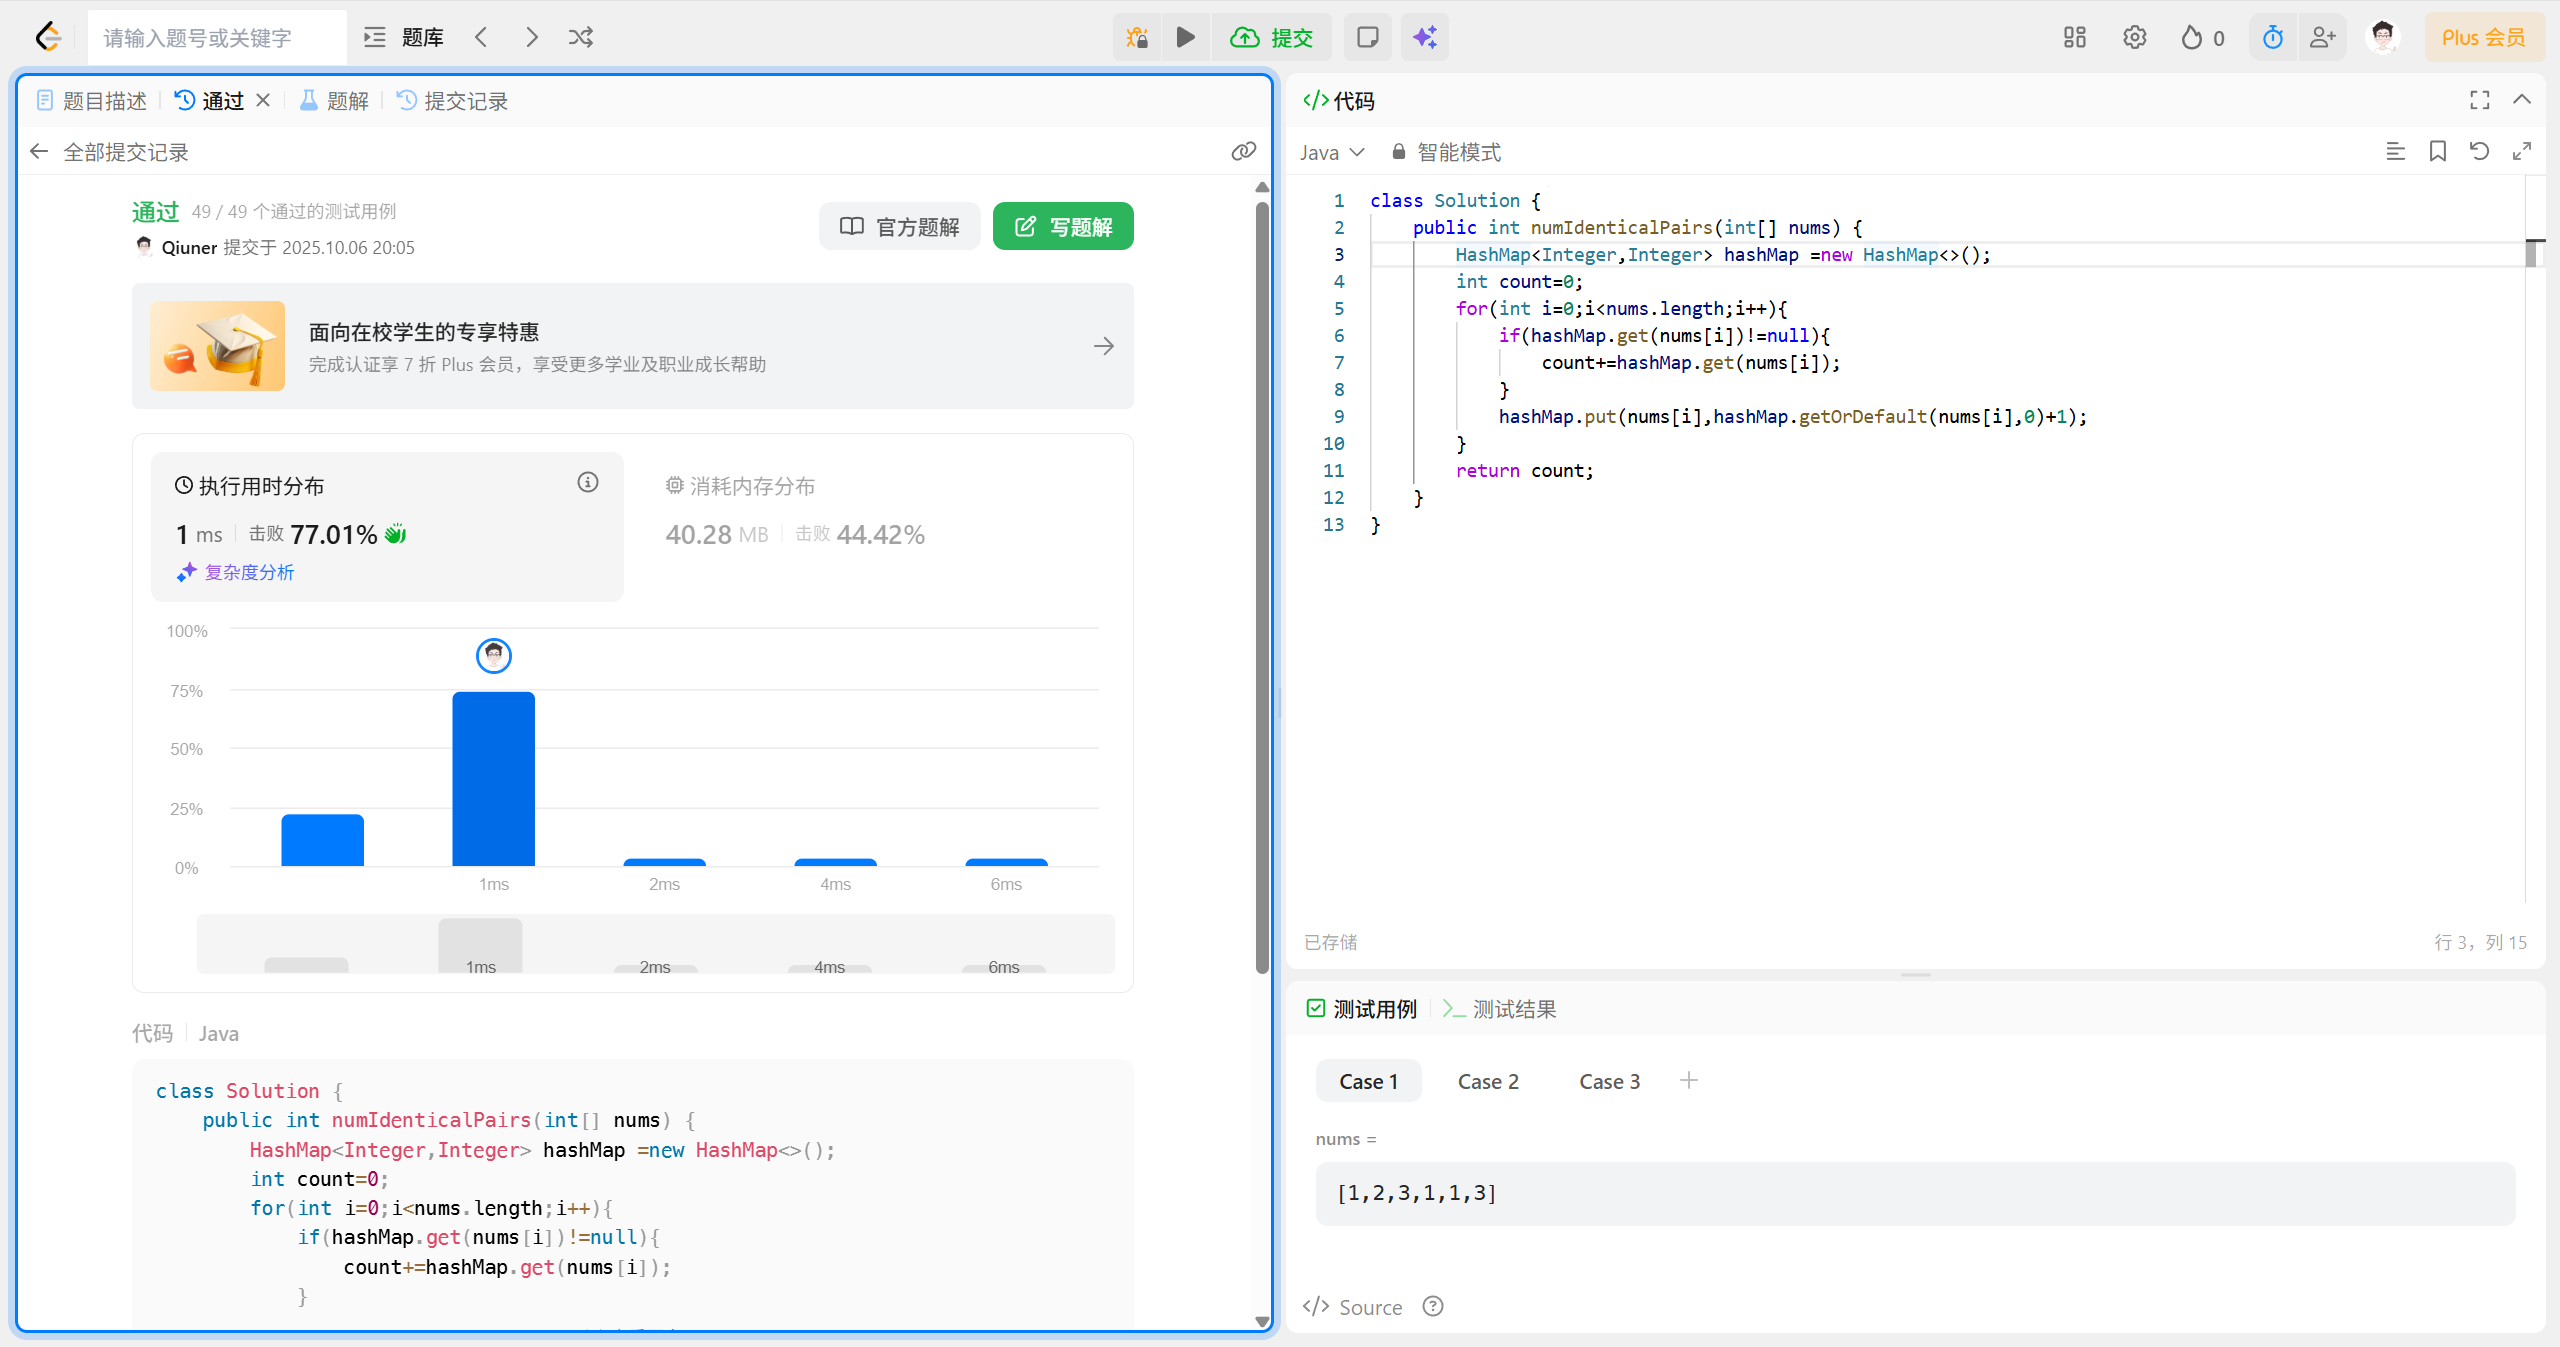 请输入题号或关键字
题库
提交
0
Plus 会员
题目描述
通过
题解
提交记录
全部提交记录
通过 49 / 49 个通过的测试用例
Qiuner 提交于 2025.10.06 20:05
官方题解
写题解
面向在校学生的专享特惠
完成认证享 7 折 Plus 会员，享受更多学业及职业成长帮助
执行用时分布
1 ms 击败 77.01%
复杂度分析
消耗内存分布
40.28 MB 击败 44.42%
100%
75%
50%
25%
0%
1ms 2ms 4ms 6ms
1ms 2ms 4ms 6ms
代码 Java
class Solution {
    public int numIdenticalPairs(int[] nums) {
        HashMap<Integer,Integer> hashMap =new HashMap<>();
        int count=0;
        for(int i=0;i<nums.length;i++){
            if(hashMap.get(nums[i])!=null){
                count+=hashMap.get(nums[i]);
            }
代码
Java 智能模式
1 class Solution {
2     public int numIdenticalPairs(int[] nums) {
3         HashMap<Integer,Integer> hashMap =new HashMap<>();
4         int count=0;
5         for(int i=0;i<nums.length;i++){
6             if(hashMap.get(nums[i])!=null){
7                 count+=hashMap.get(nums[i]);
8             }
9             hashMap.put(nums[i],hashMap.getOrDefault(nums[i],0)+1);
10         }
11         return count;
12     }
13 }
已存储
行 3，列 15
测试用例
测试结果
Case 1 Case 2 Case 3
nums =
[1,2,3,1,1,3]
Source